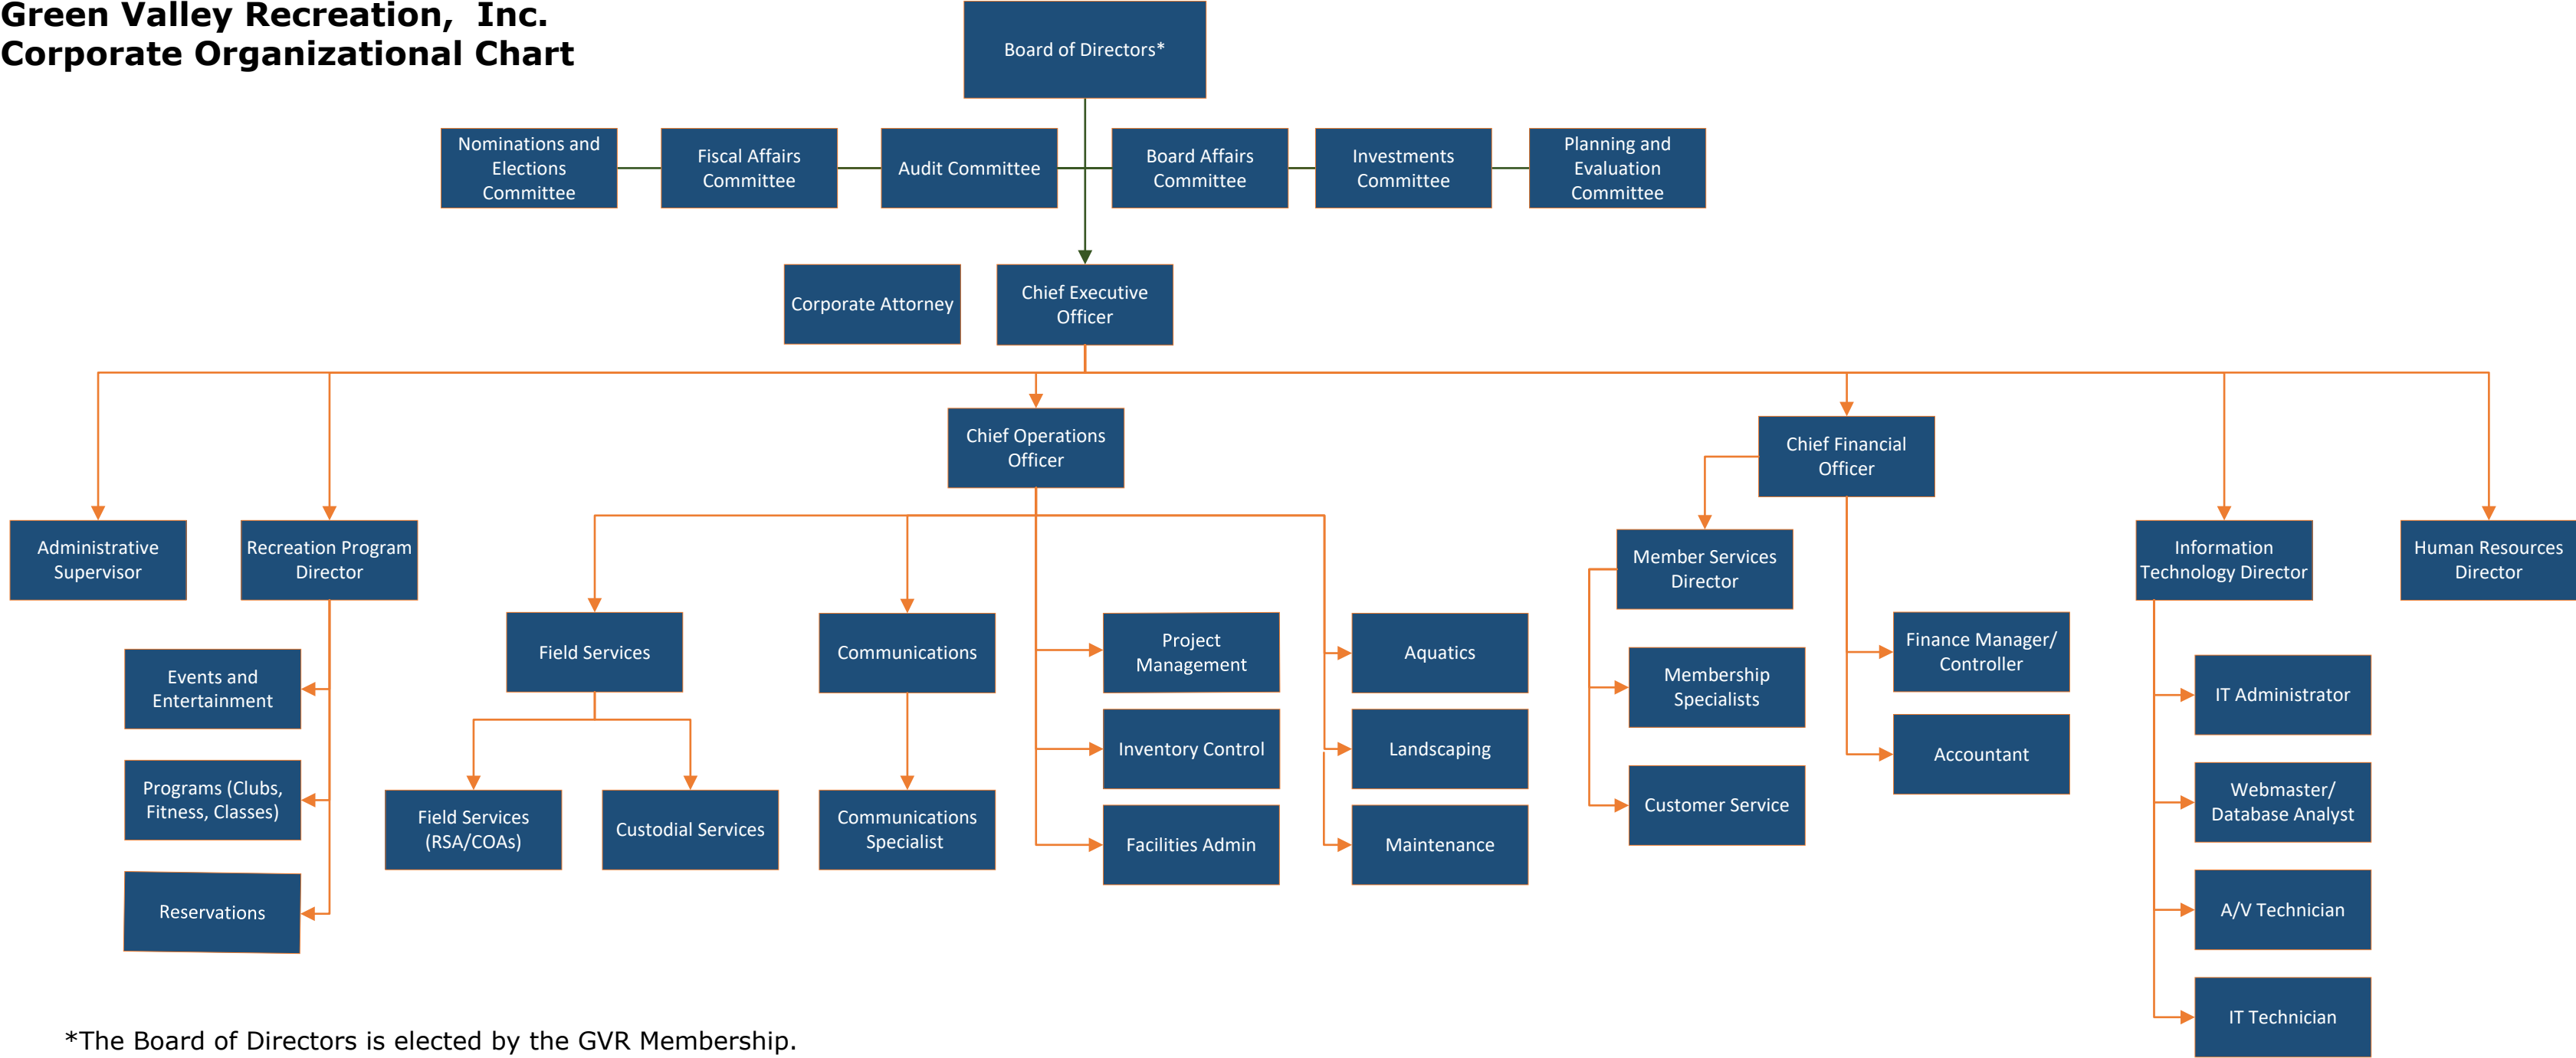 Green Valley Recreation, Inc.
Corporate Organizational Chart
Board of Directors*
Nominations and
Elections
Committee
Fiscal Affairs
Committee
Audit Committee
Board Affairs
Committee
Investments
Committee
Planning and
Evaluation
Committee
Corporate Attorney
Chief Executive
Officer
Chief Operations
Officer
Chief Financial
Officer
Administrative
Supervisor
Recreation Program
Director
Member Services
Director
Information
Technology Director
Human Resources
Director
Events and
Entertainment
Programs (Clubs,
Fitness, Classes)
Reservations
Field Services
Field Services
(RSA/COAs)
Custodial Services
Communications
Communications
Specialist
Project
Management
Inventory Control
Facilities Admin
Aquatics
Landscaping
Maintenance
Membership
Specialists
Customer Service
Finance Manager/
Controller
Accountant
IT Administrator
Webmaster/
Database Analyst
A/V Technician
IT Technician
*The Board of Directors is elected by the GVR Membership.